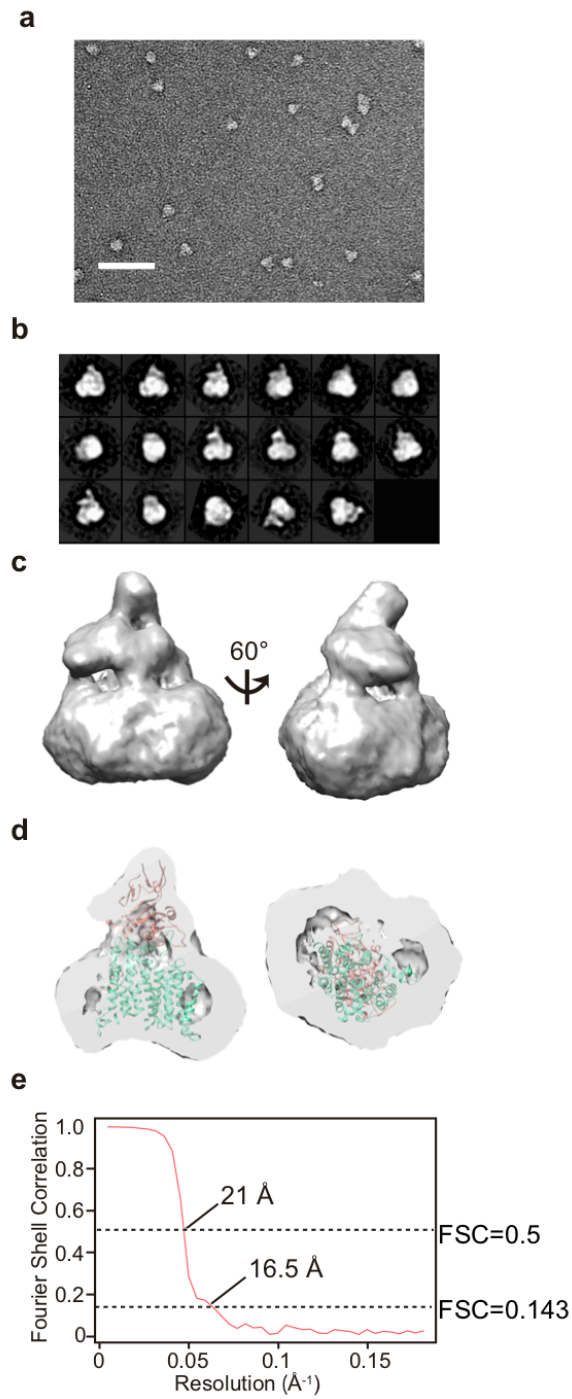 a
b
c
60°
d
e
1.0
0.8
0.6
0.4
0.2
0
Fourier Shell Correlation
21 Å
16.5 Å
FSC=0.5
FSC=0.143
0
0.05
0.1
0.15
Resolution (Å⁻¹)